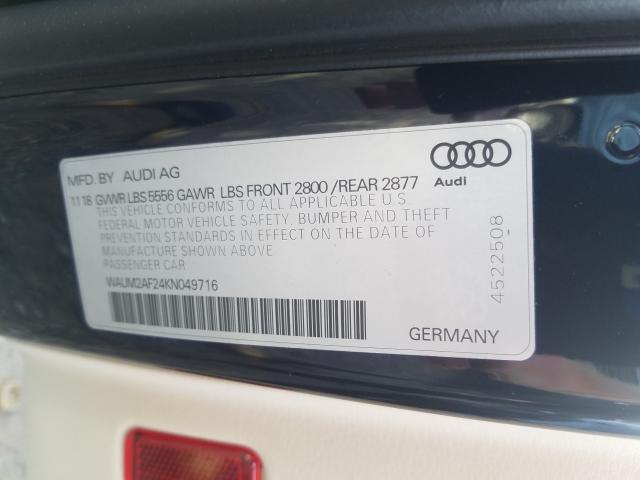 MFD. BY AUDI AG
11 18 GVWR LBS 5556 GAWR LBS FRONT 2800 /REAR 2877
THIS VEHICLE CONFORMS TO ALL APPLICABLE U.S.
FEDERAL MOTOR VEHICLE SAFETY, BUMPER AND THEFT
PREVENTION STANDARDS IN EFFECT ON THE DATE OF
MANUFACTURE SHOWN ABOVE
PASSENGER CAR
WAUM2AF24KN049716
Audi
4522508
GERMANY